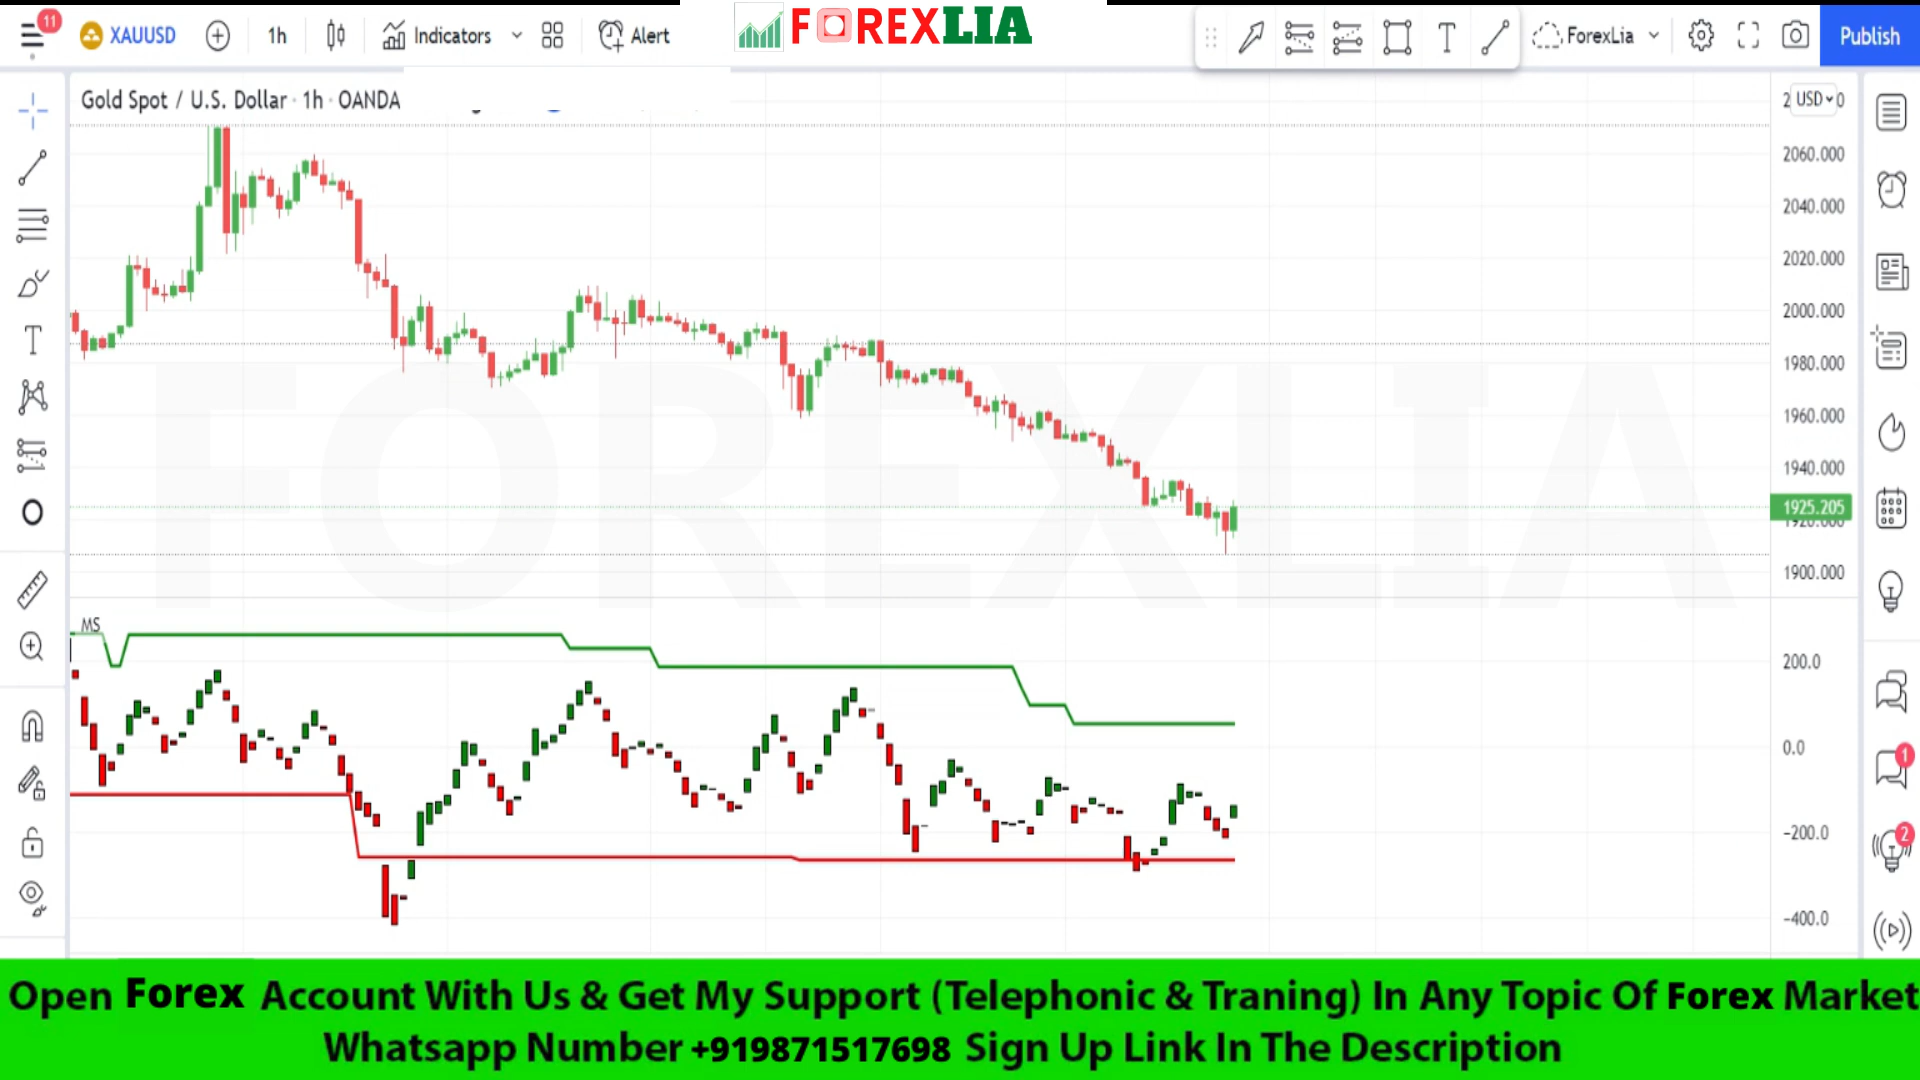 11
XAUUSD
1h
Indicators
Alert
FOREXLIA
T
ForexLia
Publish
Gold Spot / U.S. Dollar · 1h · OANDA
USD
2060.000
2040.000
2020.000
2000.000
1980.000
1960.000
1940.000
1925.205
1900.000
FOREXLIA
MS
200.0
0.0
-200.0
-400.0
1
2
Open Forex Account With Us & Get My Support (Telephonic & Traning) In Any Topic Of Forex Market
Whatsapp Number +919871517698 Sign Up Link In The Description